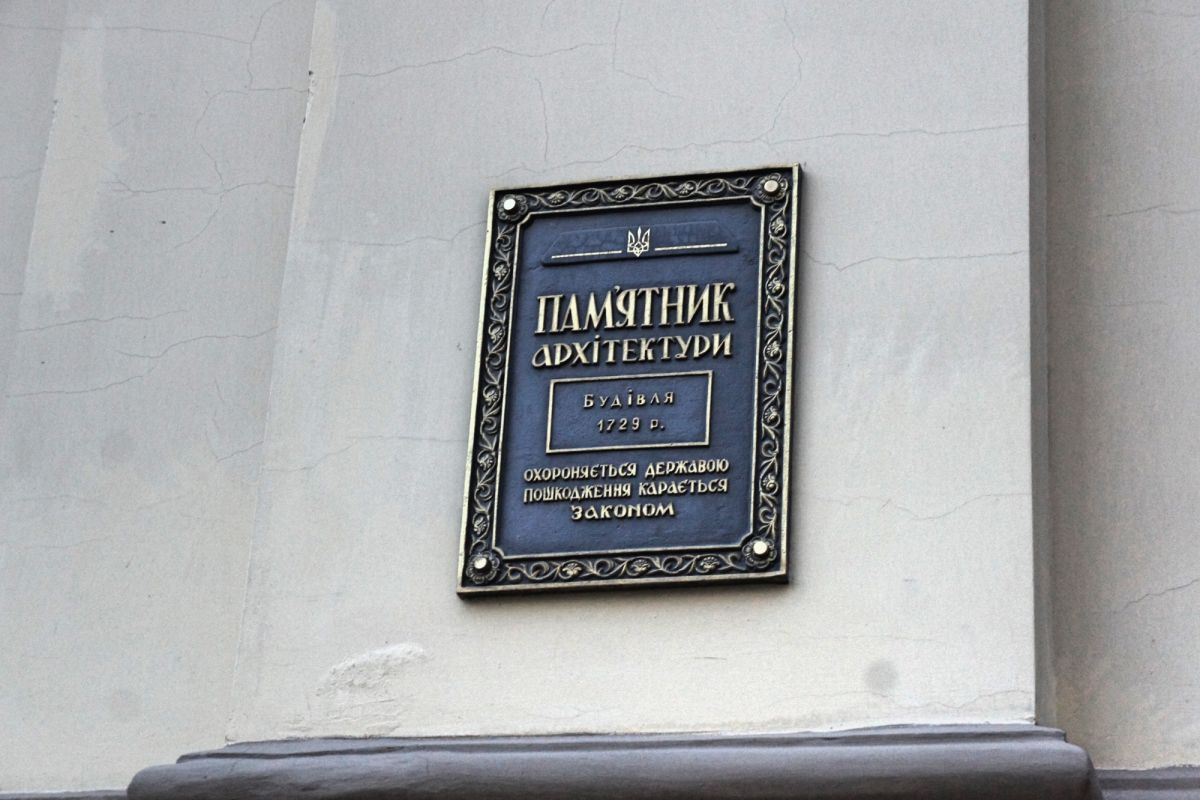 ПАМ'ЯТНИК
АРХІТЕКТУРИ
Будівля
1729 р.
ОХОРОНЯЄТЬСЯ ДЕРЖАВОЮ
ПОШКОДЖЕННЯ КАРАЄТЬСЯ
ЗАКОНОМ